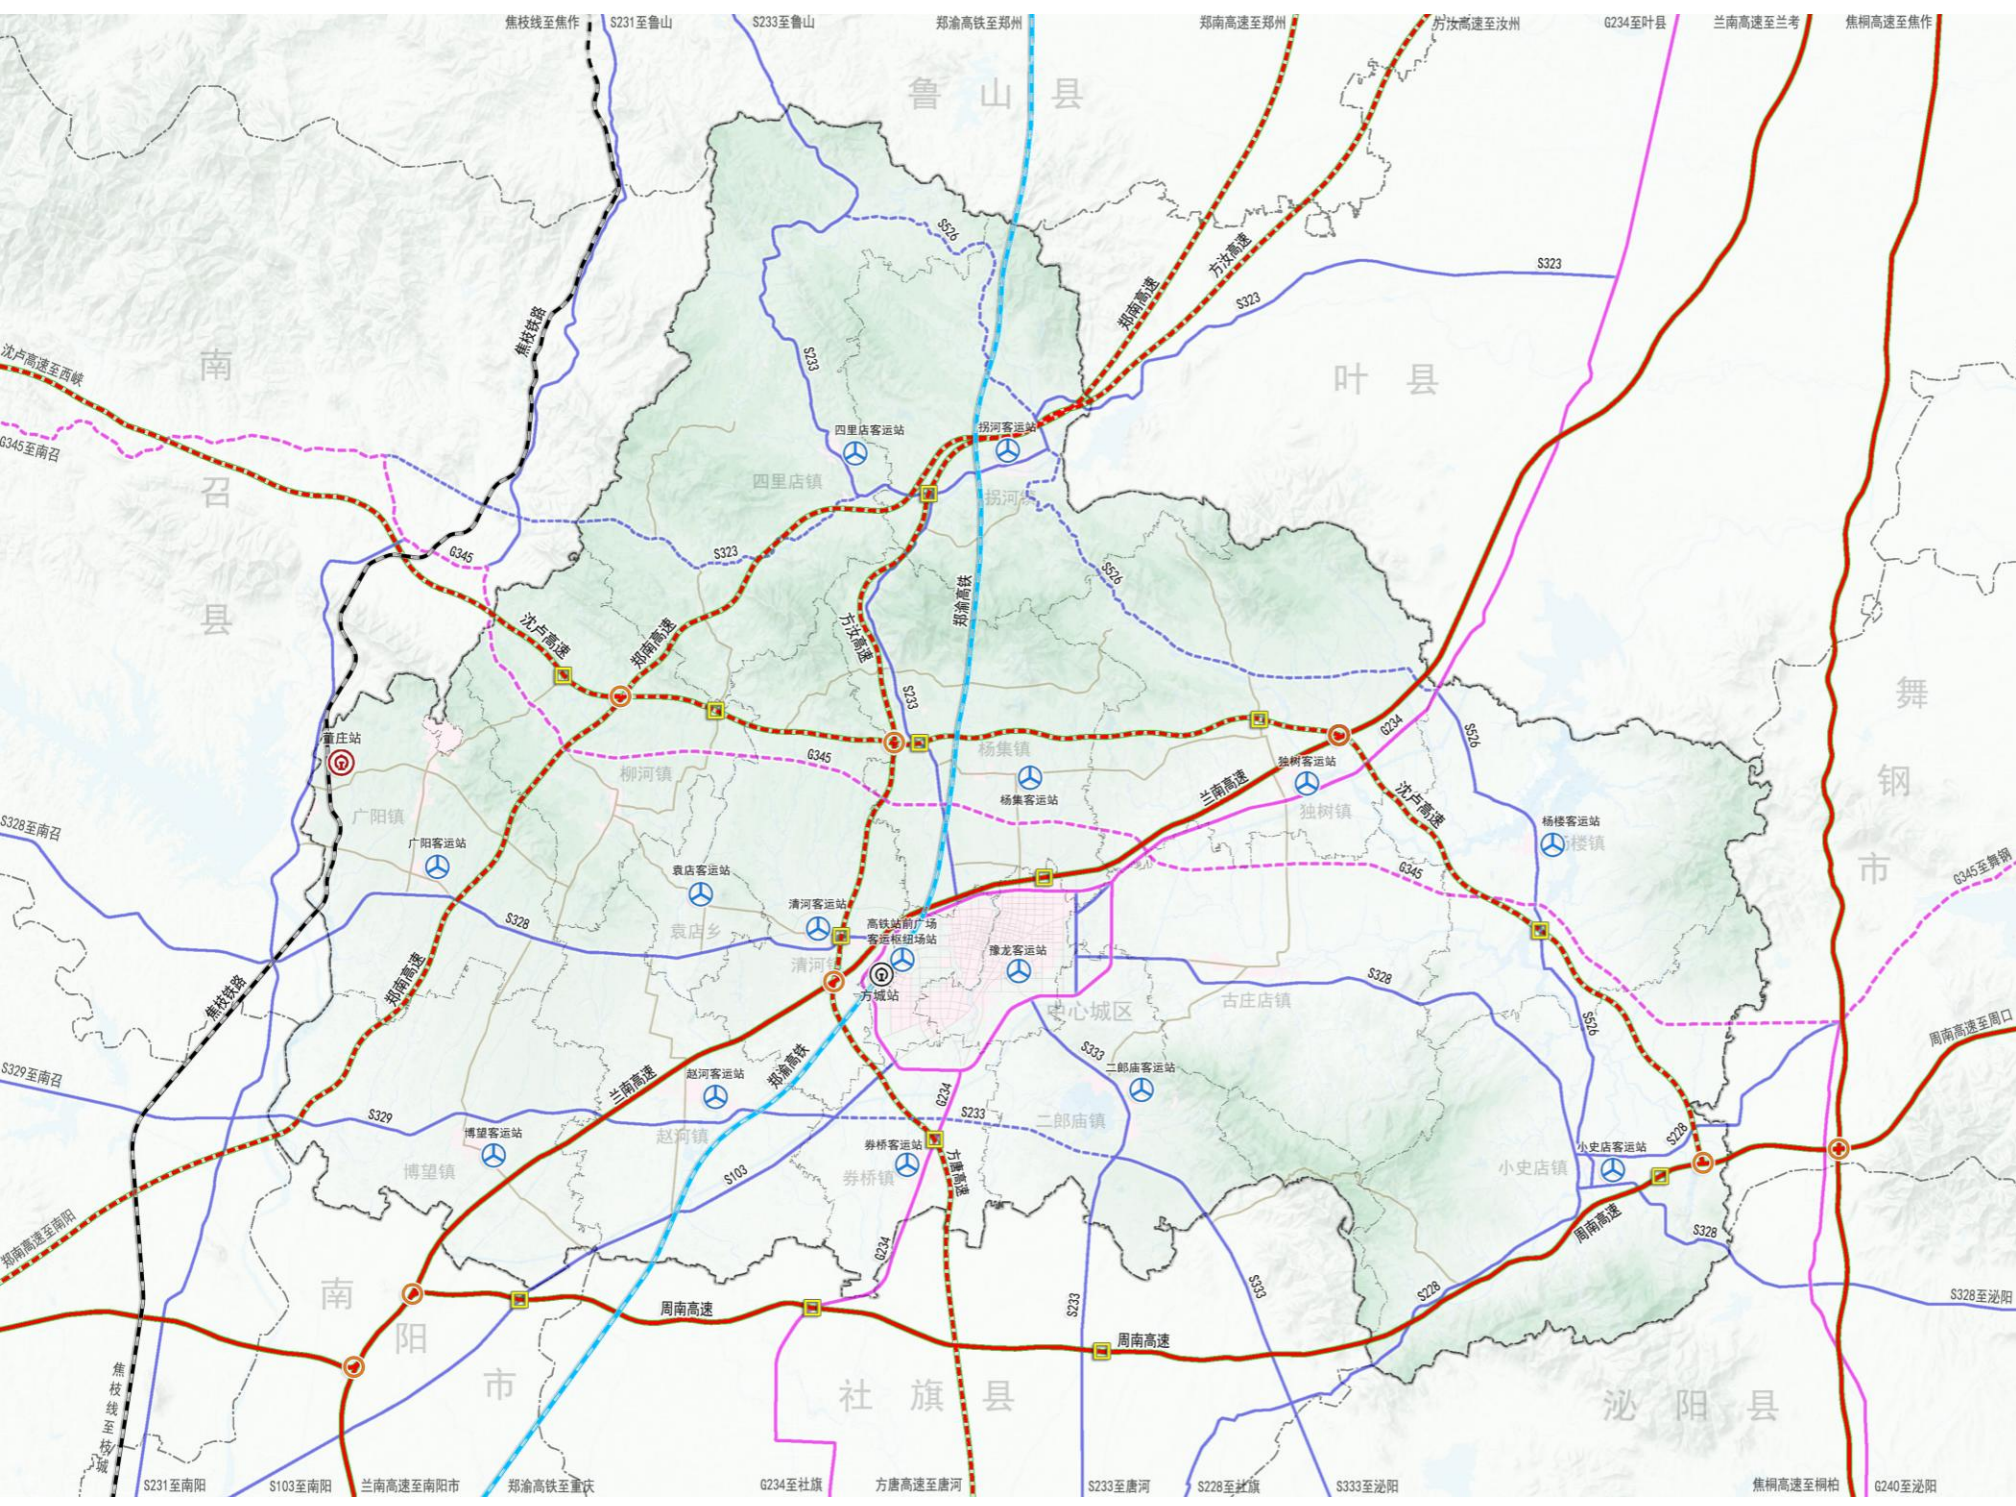 焦枝线至焦作
S231至鲁山
S233至鲁山
郑渝高铁至郑州
郑南高速至郑州
方汝高速至汝州
G234至叶县
兰南高速至兰考
焦桐高速至焦作
鲁山县
S526
方汝高速
郑南高速
S323
S323
焦枝铁路
沈卢高速至西峡
南召县
S233
叶县
G345至南召
四里店客运站
拐河客运站
四里店镇
拐河镇
G345
S323
S526
郑渝高铁
沈卢高速
郑南高速
方汝高速
S233
舞钢市
董庄站
G345
柳河镇
杨集镇
杨集客运站
独树客运站
G234
S526
兰南高速
独树镇
沈卢高速
杨楼客运站
杨楼镇
广阳镇
S328至南召
广阳客运站
袁店客运站
G345
G345至舞钢
清河客运站
S328
高铁站前广场
客运枢纽场站
袁店乡
清河镇
豫龙客运站
方城站
中心城区
S328
古庄店镇
郑南高速
焦枝铁路
S526
周南高速至周口
S333
郑渝高铁
二郎庙客运站
S329至南召
赵河客运站
兰南高速
G234
S233
二郎庙镇
S329
博望客运站
赵河镇
券桥客运站
S228
小史店客运站
小史店镇
博望镇
S103
券桥镇
方唐高速
郑南高速至南阳
G234
周南高速
S328
南阳市
周南高速
S233
S333
S228
S328至泌阳
周南高速
社旗县
泌阳县
焦枝线至枝城
S231至南阳
S103至南阳
兰南高速至南阳市
郑渝高铁至重庆
G234至社旗
方唐高速至唐河
S233至唐河
S228至社旗
S333至泌阳
焦桐高速至桐柏
G240至泌阳